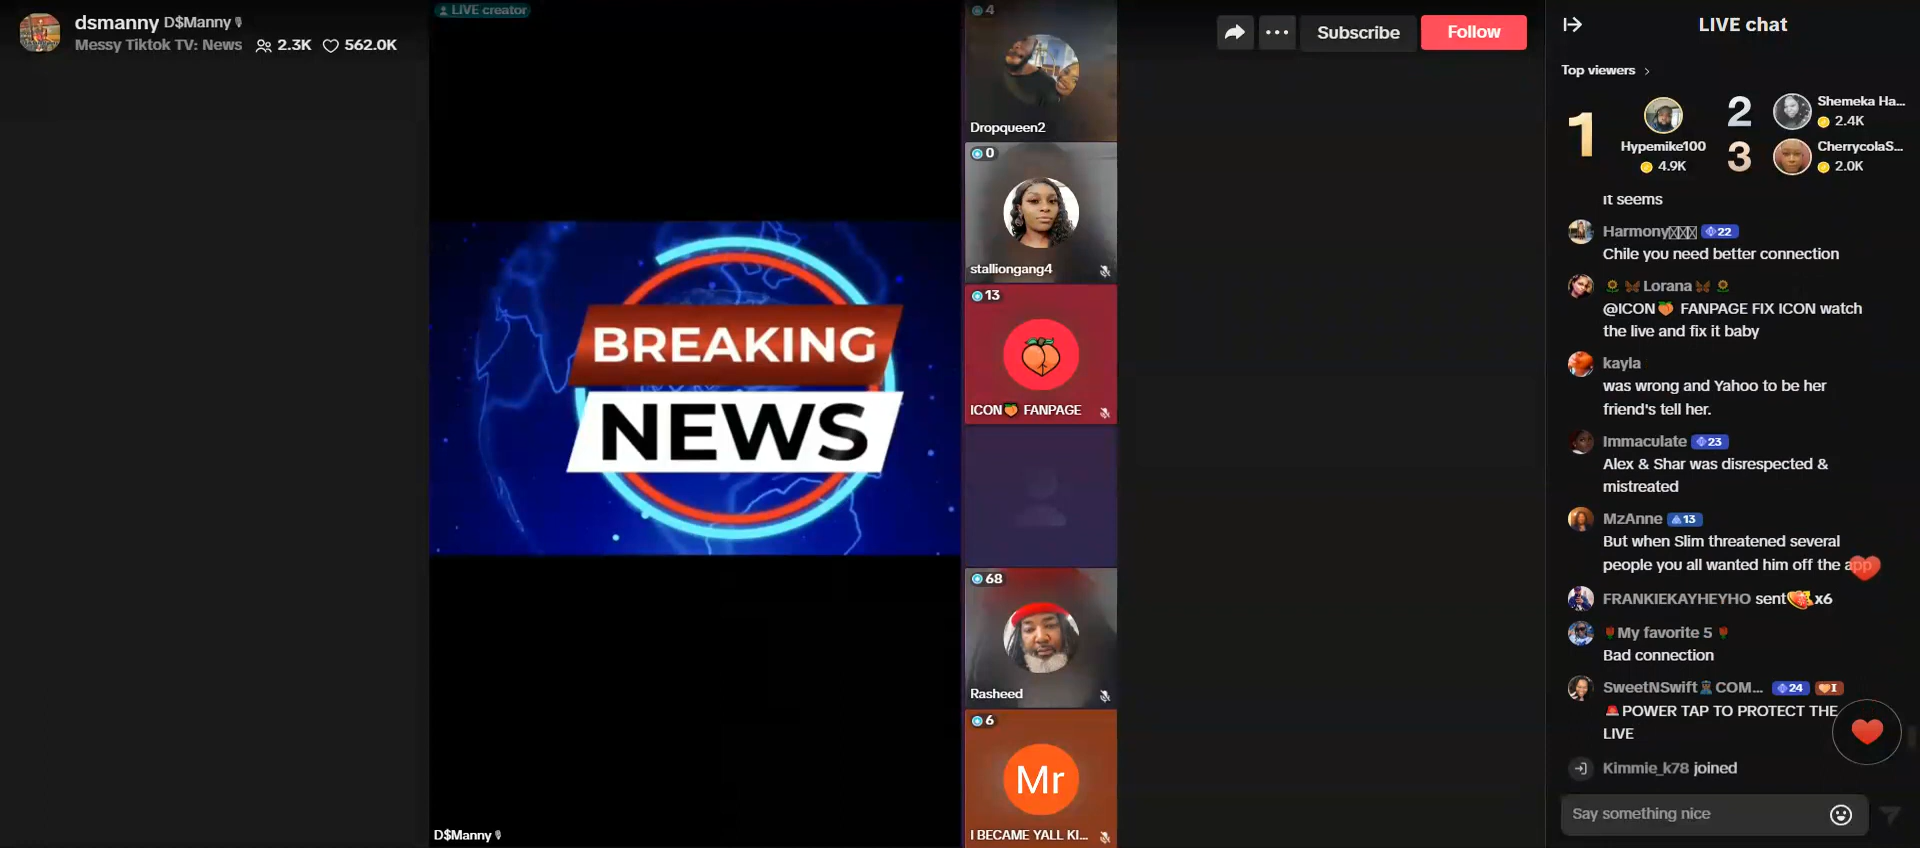 dsmanny D$Manny🎙
Messy Tiktok TV: News 2.3K 562.0K
LIVE creator
BREAKING
NEWS
D$Manny🎙
4
Dropqueen2
0
stalliongang4
13
ICON🍑 FANPAGE
68
Rasheed
6
Mr
I BECAME YALL KI...
Subscribe
Follow
LIVE chat
Top viewers >
1
Hypemike100
4.9K
2
Shemeka Ha...
2.4K
3
CherrycolaS...
2.0K
it seems
Harmony 22
Chile you need better connection
🌻🦋Lorana🦋🌻
@ICON🍑 FANPAGE FIX ICON watch
the live and fix it baby
kayla
was wrong and Yahoo to be her
friend's tell her.
Immaculate 23
Alex & Shar was disrespected &
mistreated
MzAnne 13
But when Slim threatened several
people you all wanted him off the app
FRANKIEKAYHEYHO sent x6
🌹My favorite 5🌹
Bad connection
SweetNSwift COM... 24 I
🚨POWER TAP TO PROTECT THE
LIVE
Kimmie_k78 joined
Say something nice